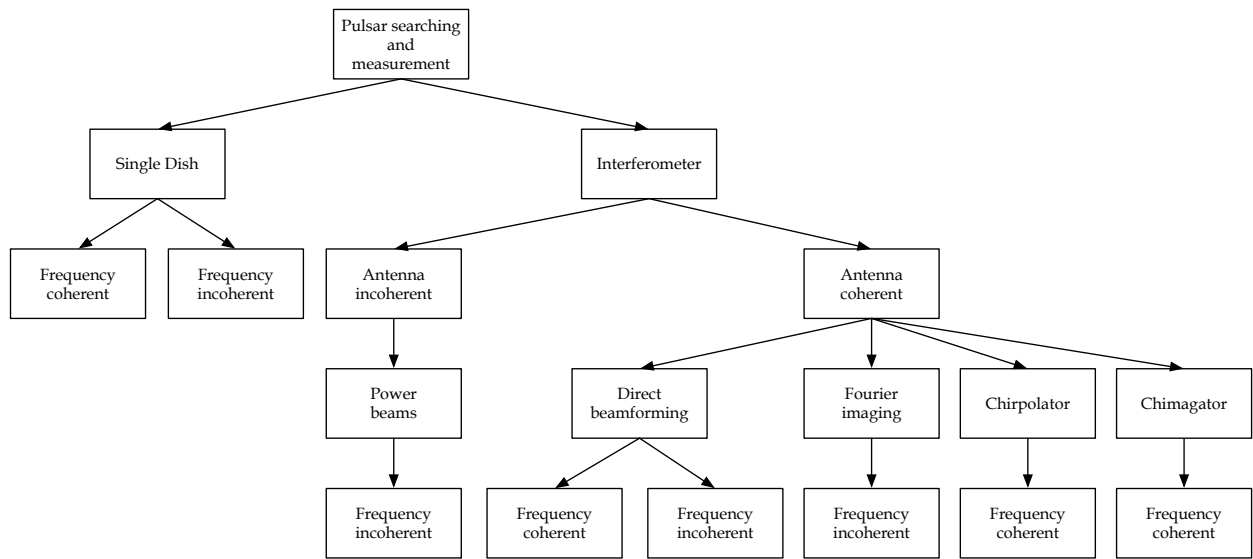 Pulsar searching
and
measurement
Single Dish
Interferometer
Frequency
coherent
Frequency
incoherent
Antenna
incoherent
Antenna
coherent
Power
beams
Direct
beamforming
Fourier
imaging
Chirpolator
Chimagator
Frequency
incoherent
Frequency
coherent
Frequency
incoherent
Frequency
incoherent
Frequency
coherent
Frequency
coherent